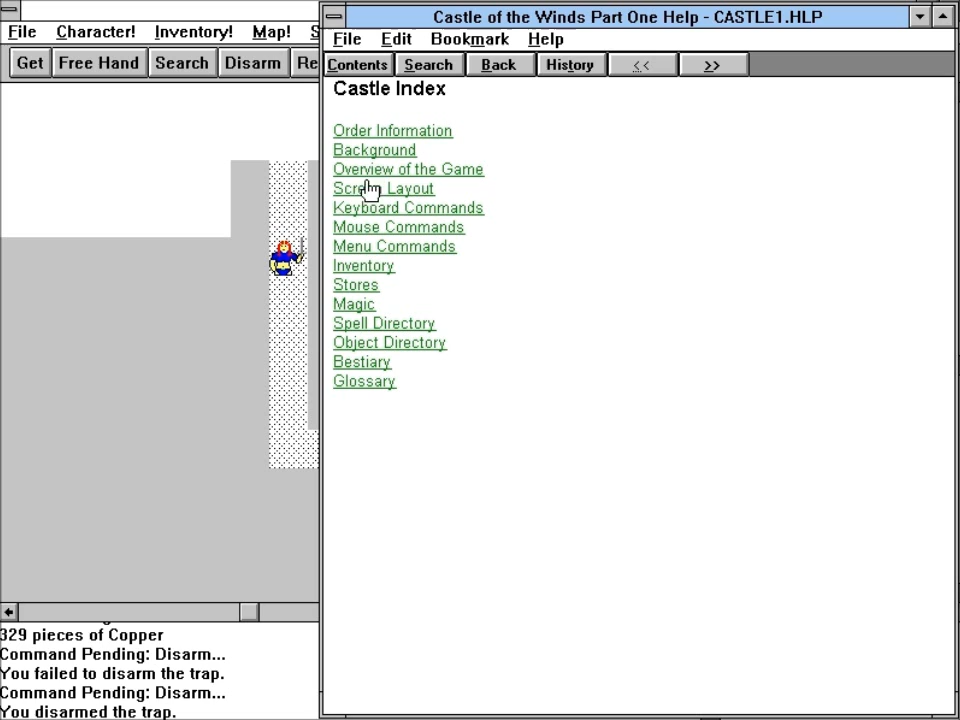 File Character! Inventory! Map!
Get Free Hand Search Disarm
Castle of the Winds Part One Help - CASTLE1.HLP
File Edit Bookmark Help
Contents Search Back History << >>
Castle Index
Order Information
Background
Overview of the Game
Screen Layout
Keyboard Commands
Mouse Commands
Menu Commands
Inventory
Stores
Magic
Spell Directory
Object Directory
Bestiary
Glossary
329 pieces of Copper
Command Pending: Disarm...
You failed to disarm the trap.
Command Pending: Disarm...
You disarmed the trap.